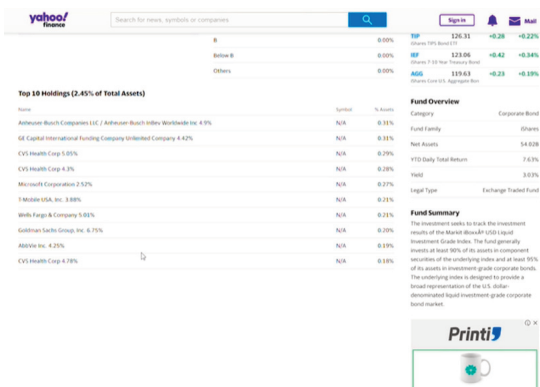 yahoo!
finance
Search for news, symbols or companies
Sign in
Mail
B 0.00%
Below B 0.00%
Others 0.00%
Top 10 Holdings (2.45% of Total Assets)
Name Symbol % Assets
Anheuser-Busch Companies LLC / Anheuser-Busch InBev Worldwide Inc 4.9% N/A 0.31%
GE Capital International Funding Company Unlimited Company 4.42% N/A 0.31%
CVS Health Corp 5.05% N/A 0.29%
CVS Health Corp 4.3% N/A 0.28%
Microsoft Corporation 2.52% N/A 0.27%
T-Mobile USA, Inc. 3.88% N/A 0.21%
Wells Fargo & Company 5.01% N/A 0.21%
Goldman Sachs Group, Inc. 6.75% N/A 0.20%
AbbVie Inc. 4.25% N/A 0.19%
CVS Health Corp 4.78% N/A 0.18%
TIP 126.31 +0.28 +0.22%
iShares TIPS Bond ETF
IEF 123.06 +0.42 +0.34%
iShares 7-10 Year Treasury Bond
AGG 119.63 +0.23 +0.19%
iShares Core U.S. Aggregate Bon
Fund Overview
Category Corporate Bond
Fund Family iShares
Net Assets 54.02B
YTD Daily Total Return 7.63%
Yield 3.03%
Legal Type Exchange Traded Fund
Fund Summary
The investment seeks to track the investment
results of the Markit iBoxxÂ® USD Liquid
Investment Grade Index. The fund generally
invests at least 90% of its assets in component
securities of the underlying index and at least 95%
of its assets in investment grade corporate bonds.
The underlying index is designed to provide a
broad representation of the U.S. dollar-
denominated liquid investment grade corporate
bond market.
Printi